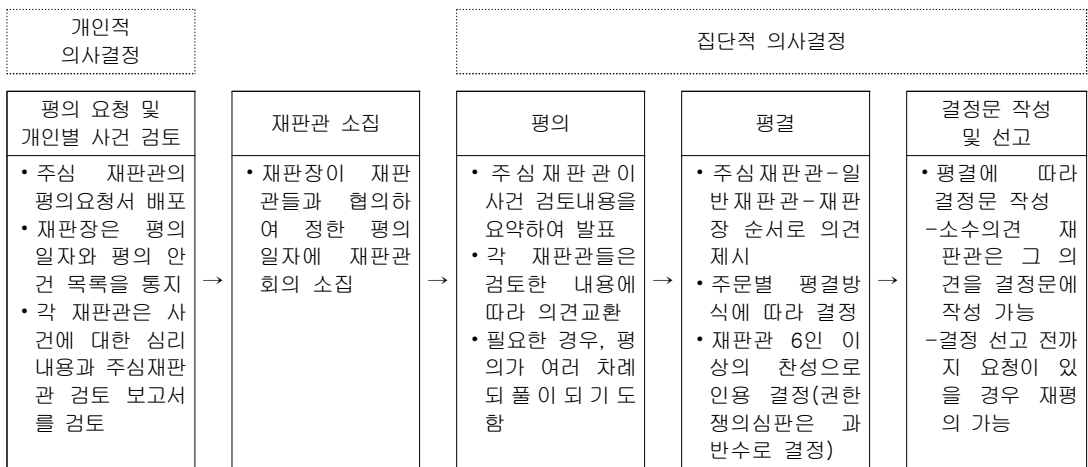 개인적
의사결정
집단적 의사결정
평의 요청 및
개인별 사건 검토
• 주심 재판관의
평의요청서 배포
• 재판장은 평의
일자와 평의 안
건 목록을 통지
• 각 재판관은 사
건에 대한 심리
내용과 주심재판
관 검토 보고서
를 검토
→
재판관 소집
• 재판장이 재판
관들과 협의하
여 정한 평의
일자에 재판관
회의 소집
→
평의
• 주심재판관이
사건 검토내용을
요약하여 발표
• 각 재판관들은
검토한 내용에
따라 의견교환
• 필요한 경우, 평
의가 여러 차례
되풀이되기도
함
→
평결
• 주심재판관-일
반재판관-재판
장 순서로 의견
제시
• 주문별 평결방
식에 따라 결정
• 재판관 6인 이
상의 찬성으로
인용 결정(권한
쟁의심판은 과
반수로 결정)
→
결정문 작성
및 선고
• 평결에 따라
결정문 작성
-소수의견 재
판관은 그 의
견을 결정문에
작성 가능
-결정 선고 전까
지 요청이 있
을 경우 재평
의 가능